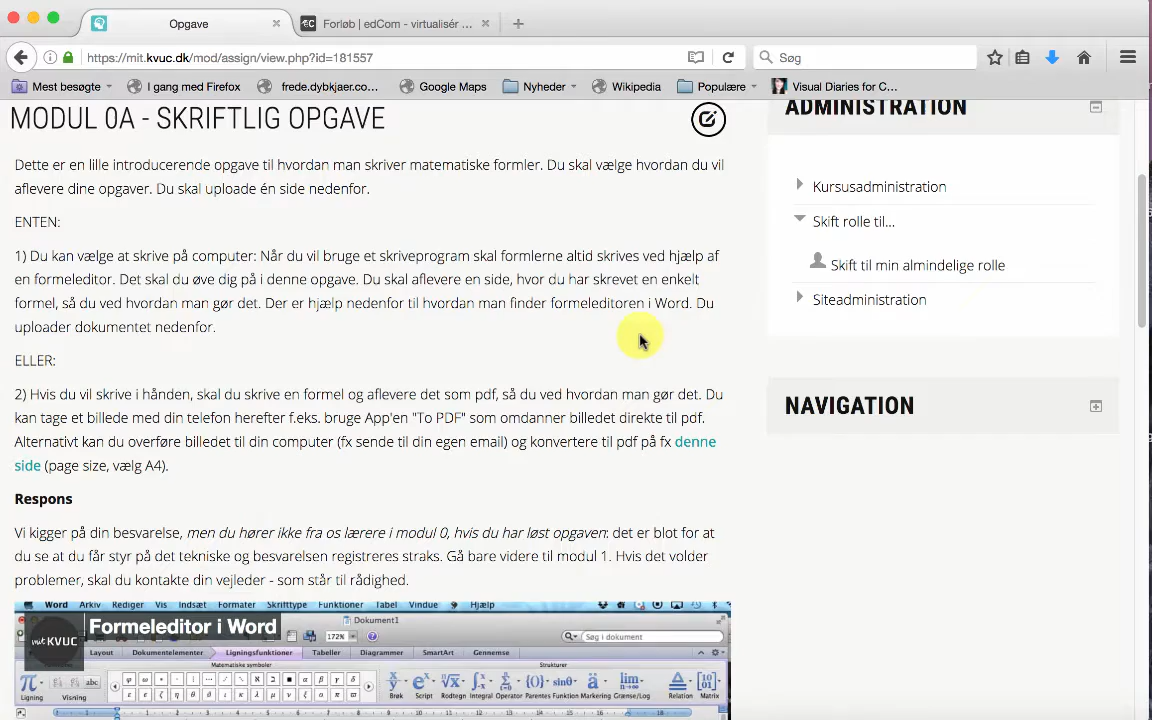 Opgave
Forløb | edCom - virtualisér ...
https://mit.kvuc.dk/mod/assign/view.php?id=181557
Søg
Mest besøgte
I gang med Firefox
frede.dybkjaer.co...
Google Maps
Nyheder
Wikipedia
Populære
Visual Diaries for C...
MODUL 0A - SKRIFTLIG OPGAVE
Dette er en lille introducerende opgave til hvordan man skriver matematiske formler. Du skal vælge hvordan du vil
aflevere dine opgaver. Du skal uploade én side nedenfor.
ENTEN:
1) Du kan vælge at skrive på computer: Når du vil bruge et skriveprogram skal formlerne altid skrives ved hjælp af
en formeleditor. Det skal du øve dig på i denne opgave. Du skal aflevere en side, hvor du har skrevet en enkelt
formel, så du ved hvordan man gør det. Der er hjælp nedenfor til hvordan man finder formeleditoren i Word. Du
uploader dokumentet nedenfor.
ELLER:
2) Hvis du vil skrive i hånden, skal du skrive en formel og aflevere det som pdf, så du ved hvordan man gør det. Du
kan tage et billede med din telefon herefter f.eks. bruge App'en "To PDF" som omdanner billedet direkte til pdf.
Alternativt kan du overføre billedet til din computer (fx sende til din egen email) og konvertere til pdf på fx denne
side (page size, vælg A4).
Respons
Vi kigger på din besvarelse, men du hører ikke fra os lærere i modul 0, hvis du har løst opgaven: det er blot for at
du se at du får styr på det tekniske og besvarelsen registreres straks. Gå bare videre til modul 1. Hvis det volder
problemer, skal du kontakte din vejleder - som står til rådighed.
Word Arkiv Rediger Vis Indsæt Formater Skrifttype Funktioner Tabel Vindue Hjælp
Formeleditor i Word
mit KVUC
Dokument1
172%
Søg i dokument
Layout Dokumentelementer Ligningsfunktioner Tabeller Diagrammer SmartArt Gennemse
Matematiske symboler Strukturer
Ligning Visning Brøk Script Rodtegn Integral Operator Parentes Funktion Markering Grænse/Log Relation Matrix
ADMINISTRATION
Kursusadministration
Skift rolle til...
Skift til min almindelige rolle
Siteadministration
NAVIGATION